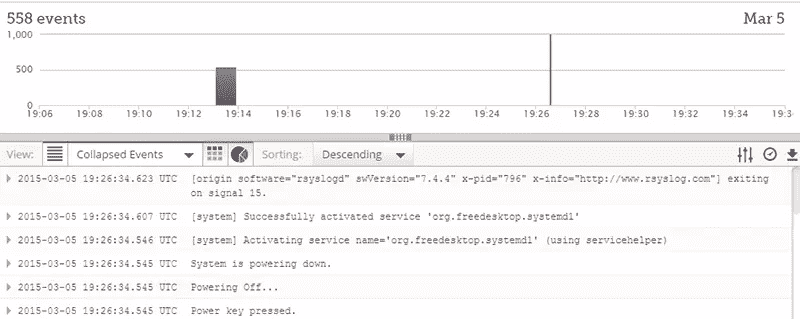 558 events Mar 5
1,000
500
0
19:06 19:08 19:10 19:12 19:14 19:16 19:18 19:20 19:22 19:24 19:26 19:28 19:30 19:32 19:34 19:3
View: Collapsed Events Sorting: Descending
2015-03-05 19:26:34.623 UTC [origin software="rsyslogd" swVersion="7.4.4" x-pid="796" x-info="http://www.rsyslog.com"] exiting
on signal 15.
2015-03-05 19:26:34.607 UTC [system] Successfully activated service 'org.freedesktop.systemd1'
2015-03-05 19:26:34.546 UTC [system] Activating service name='org.freedesktop.systemd1' (using servicehelper)
2015-03-05 19:26:34.545 UTC System is powering down.
2015-03-05 19:26:34.545 UTC Powering Off...
2015-03-05 19:26:34.545 UTC Power key pressed.